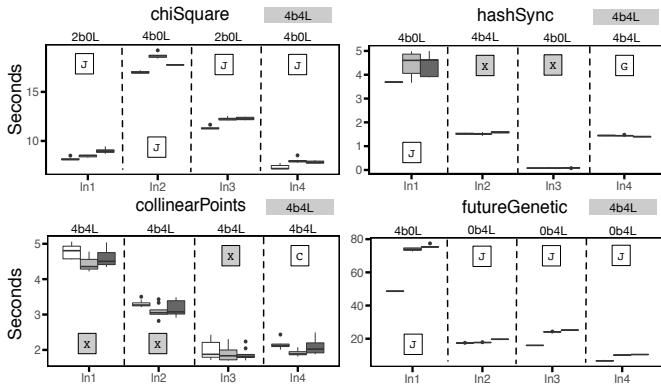 chiSquare 4b4L
2b0L 4b0L 2b0L 4b0L
J J J J
Seconds
15
10
In1 In2 In3 In4
hashSync 4b4L
4b0L 4b4L 4b0L 4b4L
J X X G
5
4
3
2
1
0
In1 In2 In3 In4
collinearPoints 4b4L
4b4L 4b4L 4b4L 4b4L
X X X C
Seconds
5
4
3
2
In1 In2 In3 In4
futureGenetic 4b4L
4b0L 0b4L 0b4L 0b4L
J J J J
80
60
40
20
In1 In2 In3 In4